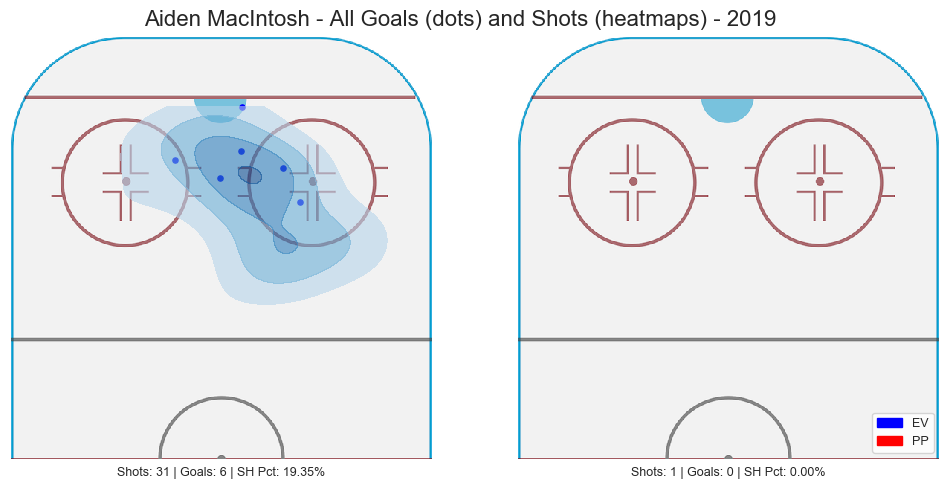 Aiden MacIntosh - All Goals (dots) and Shots (heatmaps) - 2019
EV
PP
Shots: 31 | Goals: 6 | SH Pct: 19.35%
Shots: 1 | Goals: 0 | SH Pct: 0.00%